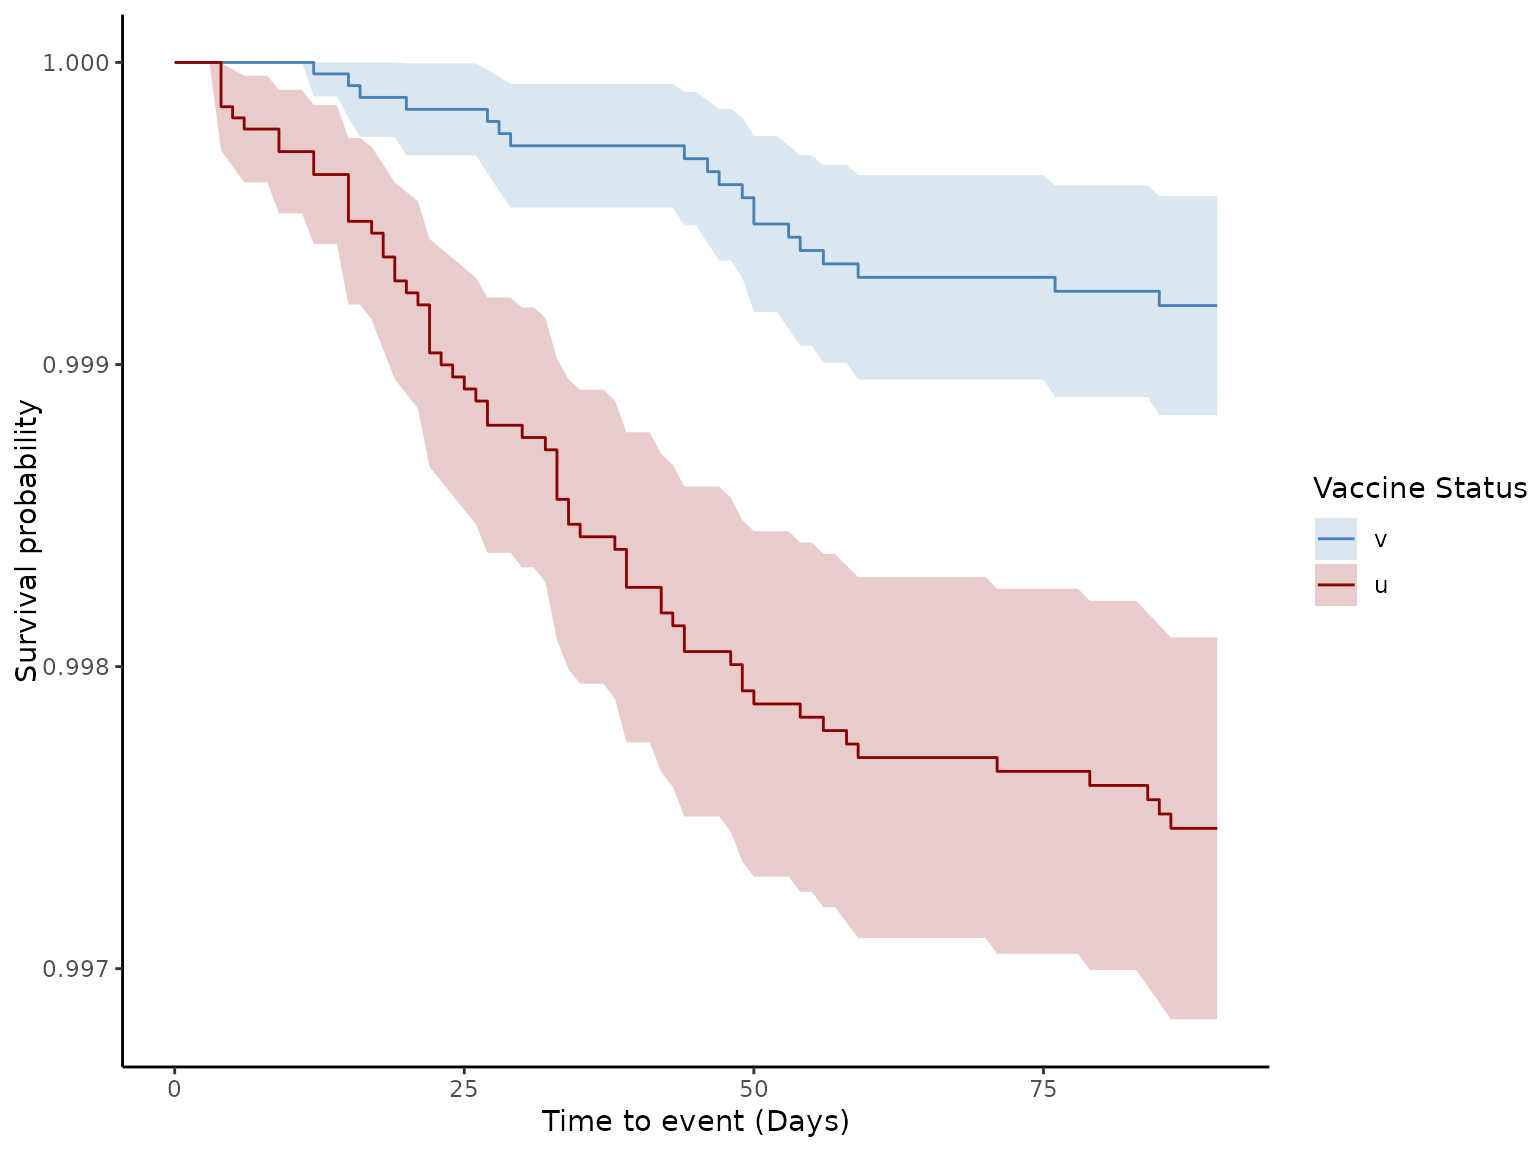 1.000
0.999
0.998
0.997
Survival probability
0 25 50 75
Time to event (Days)
Vaccine Status
v
u